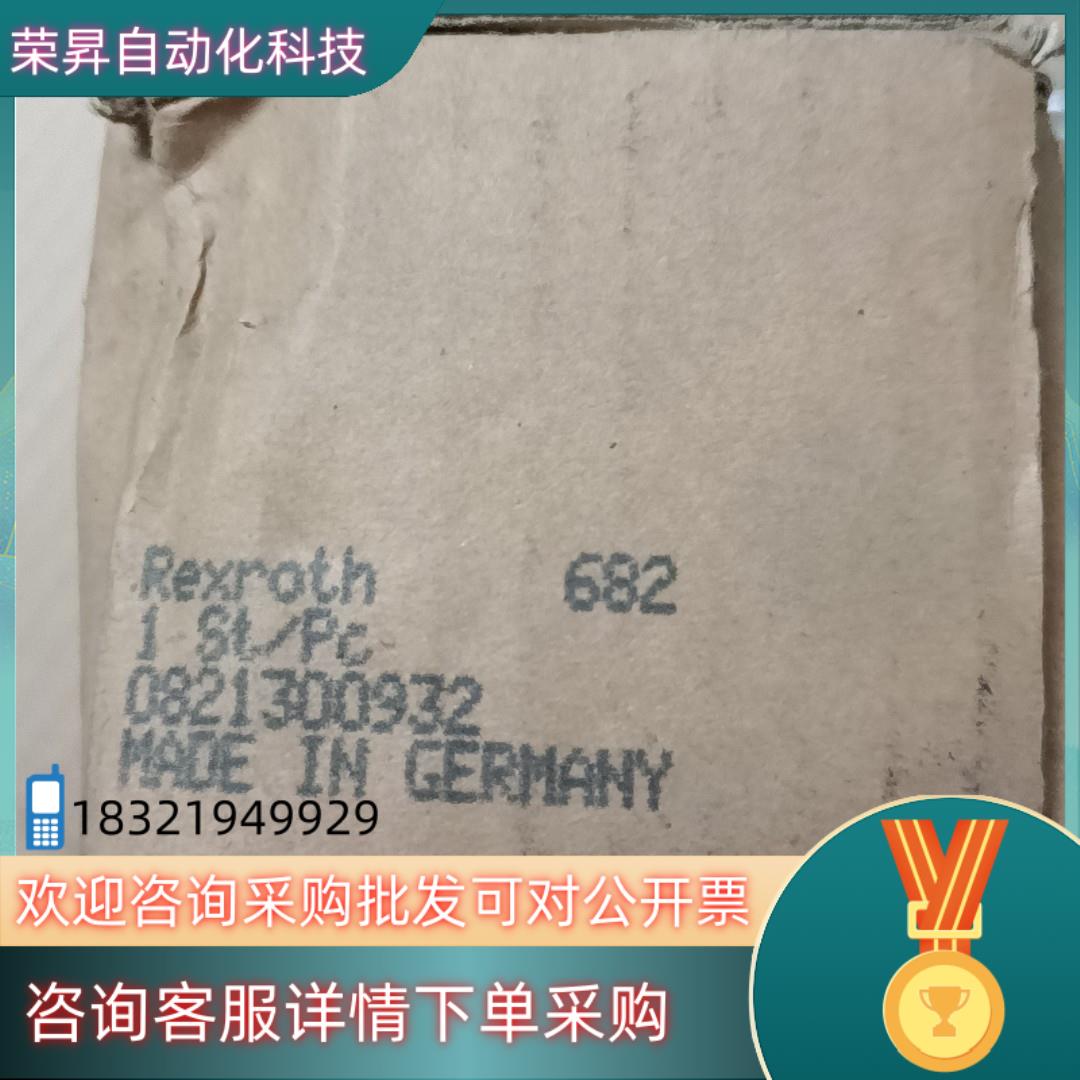 荣昇自动化科技
Rexroth 682
1 St/Pc
0821300932
MADE IN GERMANY
18321949929
欢迎咨询采购批发可对公开票
咨询客服详情下单采购